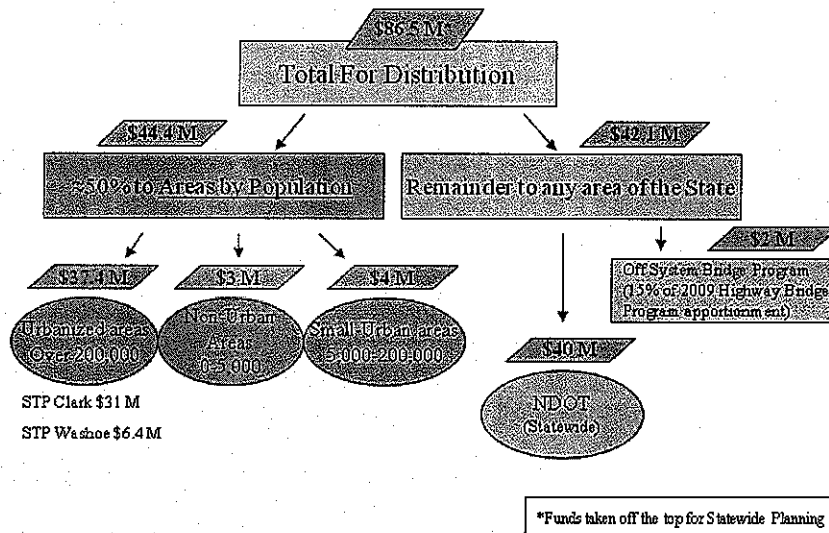 $86.5 M*
Total For Distribution
$44.4 M
$42.1 M
~50% to Areas by Population
Remainder to any area of the State
$2 M
Off System Bridge Program
(15% of 2009 Highway Bridge
Program apportionment)
$37.4 M
$3 M
$4 M
Urbanized areas
Over 200,000
Non-Urban
Areas
0-5,000
Small-Urban areas
5,000-200,000
$40 M
NDOT
(Statewide)
STP Clark $31 M
STP Washoe $6.4 M
*Funds taken off the top for Statewide Planning